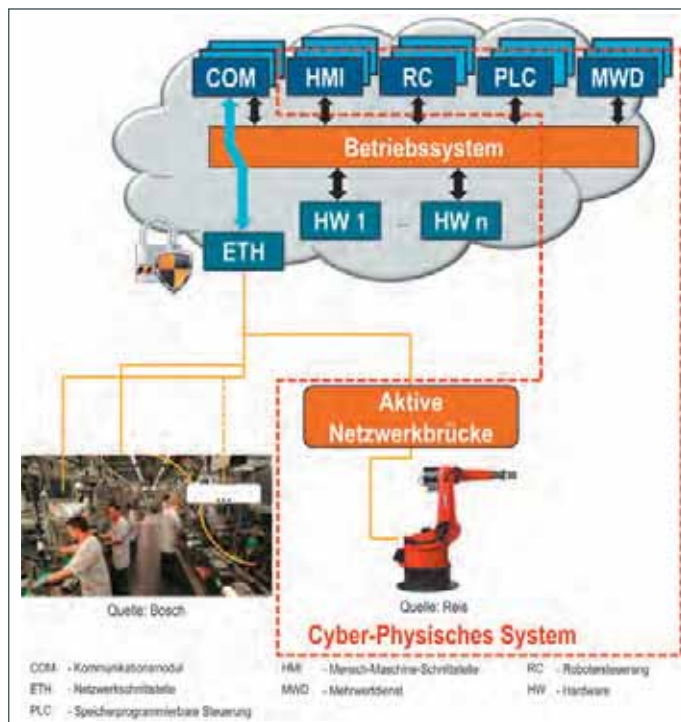 COM HMI RC PLC MWD
Betriebssystem
HW 1 ... HW n
ETH
Aktive
Netzwerkbrücke
...
Quelle: Bosch
Quelle: Reis
Cyber-Physisches System
COM - Kommunikationsmodul HMI - Mensch-Maschine-Schnittstelle RC - Robotersteuerung
ETH - Netzwerkschnittstelle MWD - Mehrwertdienst HW - Hardware
PLC - Speicherprogrammierbare Steuerung